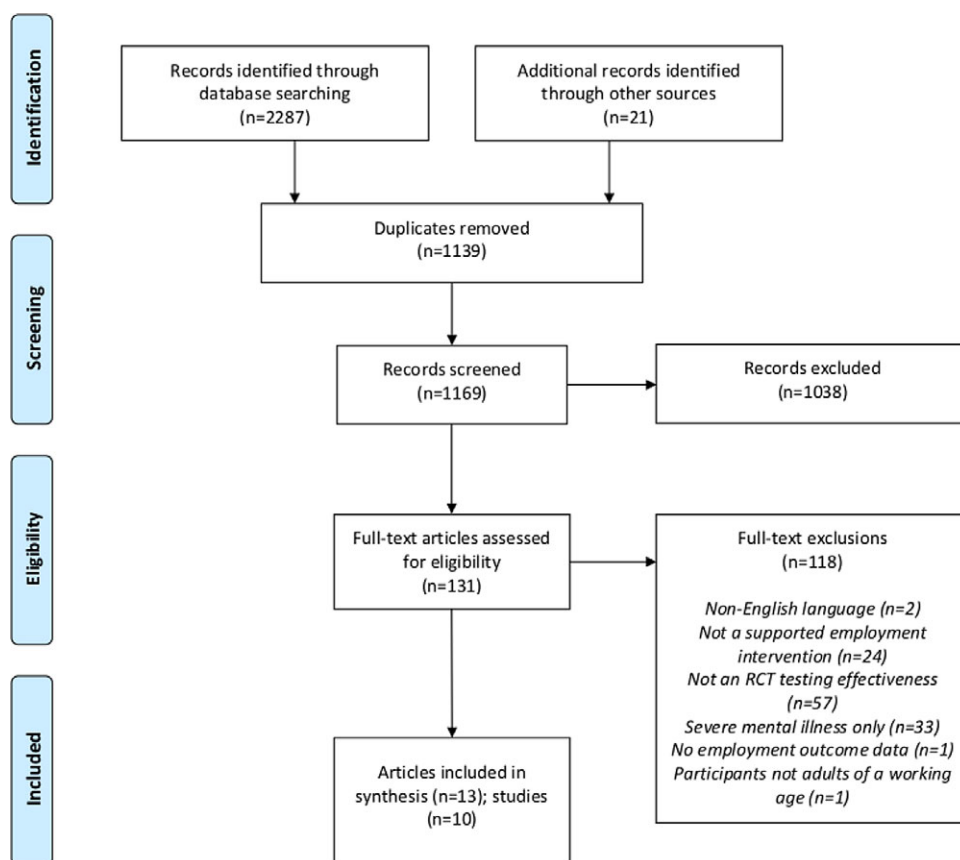 Identification
Records identified through
database searching
(n=2287)
Additional records identified
through other sources
(n=21)
Duplicates removed
(n=1139)
Screening
Records screened
(n=1169)
Records excluded
(n=1038)
Eligibility
Full-text articles assessed
for eligibility
(n=131)
Full-text exclusions
(n=118)
Non-English language (n=2)
Not a supported employment
intervention (n=24)
Not an RCT testing effectiveness
(n=57)
Severe mental illness only (n=33)
No employment outcome data (n=1)
Participants not adults of a working
age (n=1)
Included
Articles included in
synthesis (n=13); studies
(n=10)